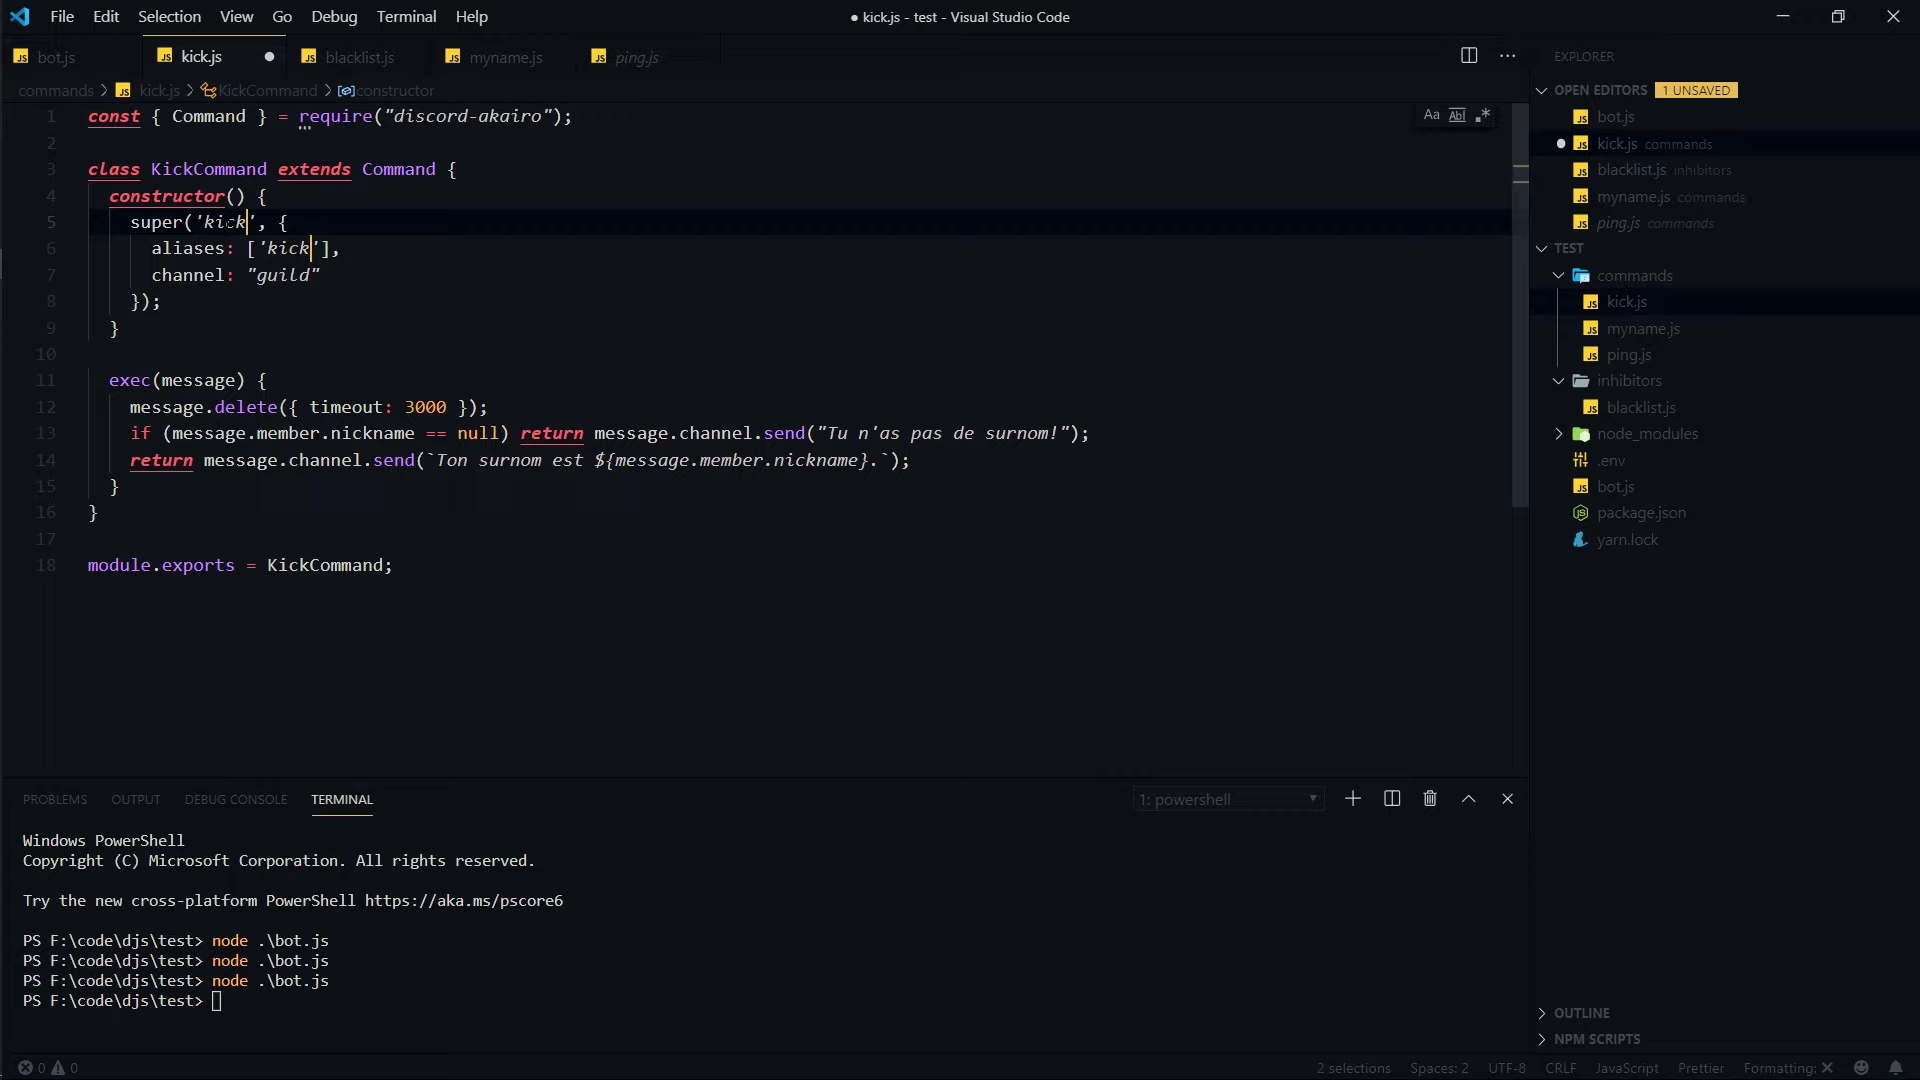 File Edit Selection View Go Debug Terminal Help
● kick.js - test - Visual Studio Code
bot.js kick.js blacklist.js myname.js ping.js
commands > kick.js > KickCommand > constructor
1 const { Command } = require("discord-akairo");
2
3 class KickCommand extends Command {
4 constructor() {
5 super('kick', {
6 aliases: ['kick'],
7 channel: "guild"
8 });
9 }
10
11 exec(message) {
12 message.delete({ timeout: 3000 });
13 if (message.member.nickname == null) return message.channel.send("Tu n'as pas de surnom!");
14 return message.channel.send(`Ton surnom est ${message.member.nickname}.`);
15 }
16 }
17
18 module.exports = KickCommand;
Aa Abl .*
EXPLORER
OPEN EDITORS 1 UNSAVED
bot.js
kick.js commands
blacklist.js inhibitors
myname.js commands
ping.js commands
TEST
commands
kick.js
myname.js
ping.js
inhibitors
blacklist.js
node_modules
.env
bot.js
package.json
yarn.lock
OUTLINE
NPM SCRIPTS
PROBLEMS OUTPUT DEBUG CONSOLE TERMINAL
1: powershell
Windows PowerShell
Copyright (C) Microsoft Corporation. All rights reserved.
Try the new cross-platform PowerShell https://aka.ms/pscore6
PS F:\code\djs\test> node .\bot.js
PS F:\code\djs\test> node .\bot.js
PS F:\code\djs\test> node .\bot.js
PS F:\code\djs\test>
0 0
2 selections Spaces: 2 UTF-8 CRLF JavaScript Prettier Formatting: ✕